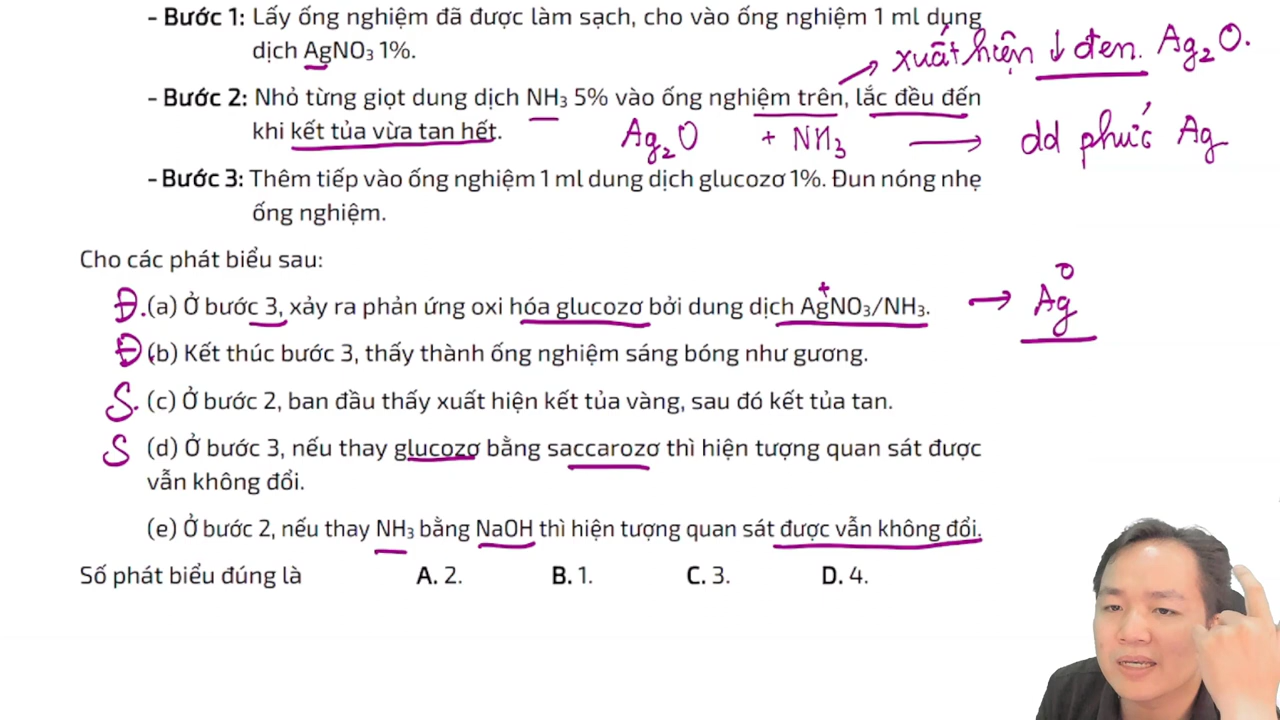 - Bước 1: Lấy ống nghiệm đã được làm sạch, cho vào ống nghiệm 1 ml dung
dịch AgNO₃ 1%.
xuất hiện ↓ đen. Ag₂O.
- Bước 2: Nhỏ từng giọt dung dịch NH₃ 5% vào ống nghiệm trên, lắc đều đến
khi kết tủa vừa tan hết.
Ag₂O + NH₃ → dd phức Ag
- Bước 3: Thêm tiếp vào ống nghiệm 1 ml dung dịch glucozơ 1%. Đun nóng nhẹ
ống nghiệm.
Cho các phát biểu sau:
Đ. (a) Ở bước 3, xảy ra phản ứng oxi hóa glucozơ bởi dung dịch AgNO₃/NH₃. + → Ag⁰
Đ (b) Kết thúc bước 3, thấy thành ống nghiệm sáng bóng như gương.
S. (c) Ở bước 2, ban đầu thấy xuất hiện kết tủa vàng, sau đó kết tủa tan.
S (d) Ở bước 3, nếu thay glucozơ bằng saccarozơ thì hiện tượng quan sát được
vẫn không đổi.
(e) Ở bước 2, nếu thay NH₃ bằng NaOH thì hiện tượng quan sát được vẫn không đổi.
Số phát biểu đúng là A. 2. B. 1. C. 3. D. 4.